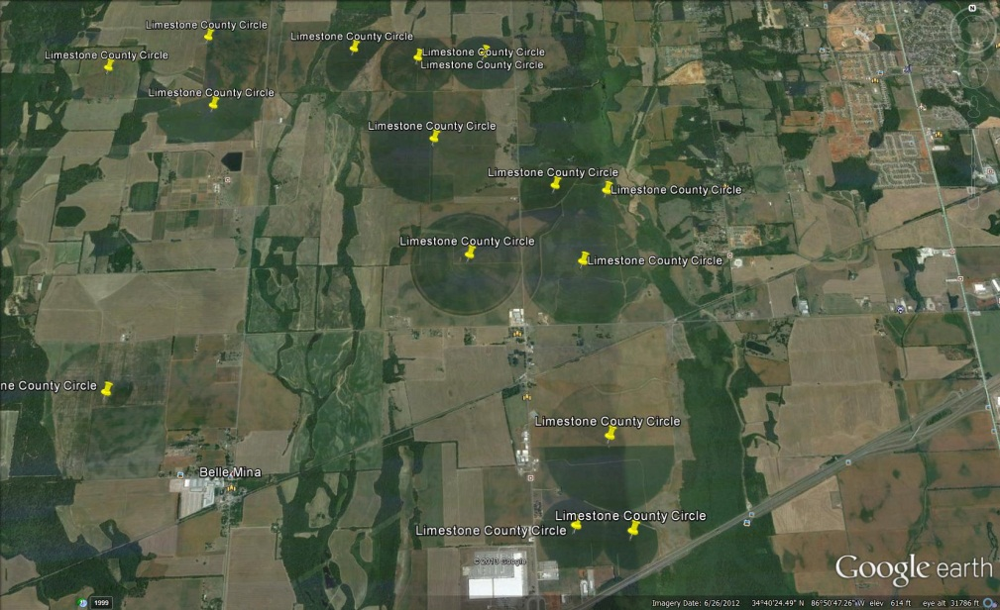 Limestone County Circle
Limestone County Circle
Limestone County Circle
Limestone County Circle
Limestone County Circle
Limestone County Circle
Limestone County Circle
Limestone County Circle
Limestone County Circle
Limestone County Circle
Limestone County Circle
ne County Circle
Limestone County Circle
Belle Mina
Limestone County Circle
Limestone County Circle
© 2013 Google
Google earth
1999
Imagery Date: 6/26/2012 34°40'24.49" N 86°50'47.26" W elev 614 ft eye alt 31786 ft
N